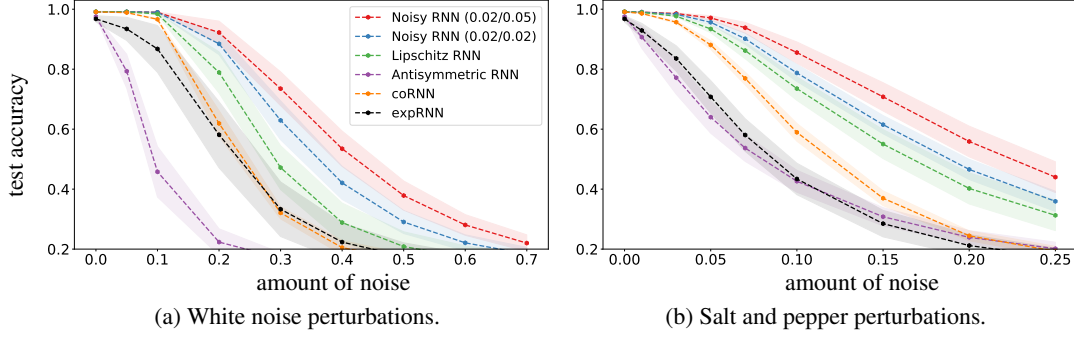 test accuracy
1.0
0.8
0.6
0.4
0.2
Noisy RNN (0.02/0.05)
Noisy RNN (0.02/0.02)
Lipschitz RNN
Antisymmetric RNN
coRNN
expRNN
0.0 0.1 0.2 0.3 0.4 0.5 0.6 0.7
amount of noise
(a) White noise perturbations.
1.0
0.8
0.6
0.4
0.2
0.00 0.01 0.05 0.10 0.15 0.20 0.25
amount of noise
(b) Salt and pepper perturbations.